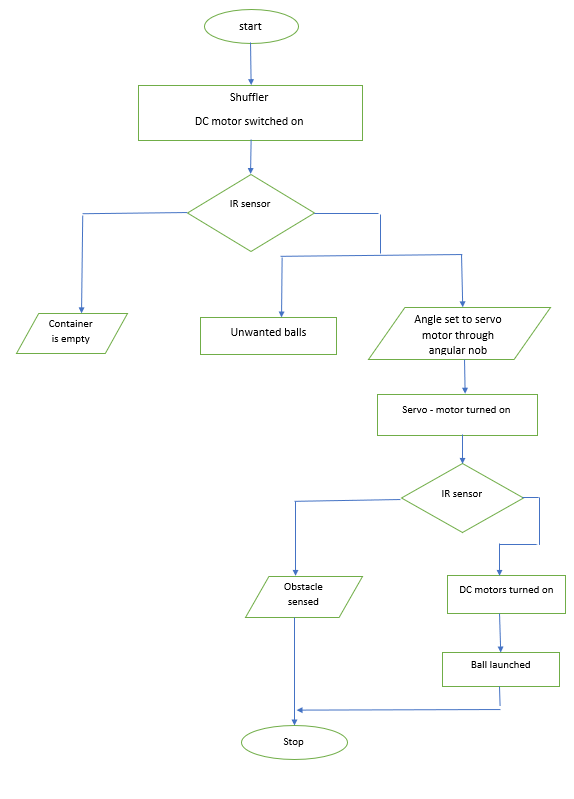 start
Shuffler
DC motor switched on
IR sensor
Container
is empty
Unwanted balls
Angle set to servo
motor through
angular nob
Servo - motor turned on
IR sensor
Obstacle
sensed
DC motors turned on
Ball launched
Stop